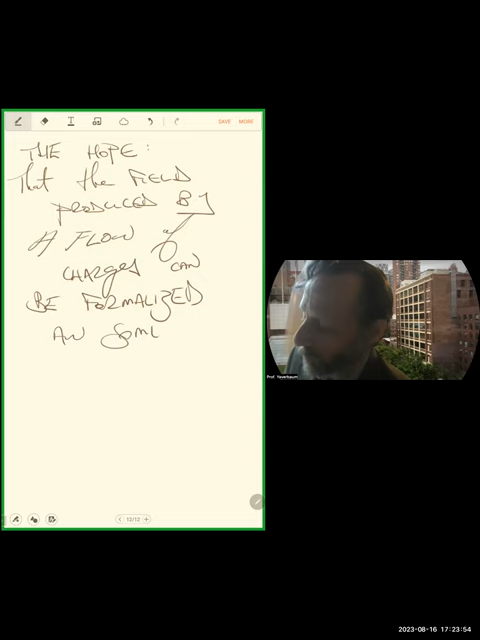 SAVE MORE
THE HOPE:
That the FIELD
PRODUCED BY
A FLOW of
CHARGES CAN
BE FORMALIZED
12/12
Prof. Yaverbaum
2023-08-16 17:23:54